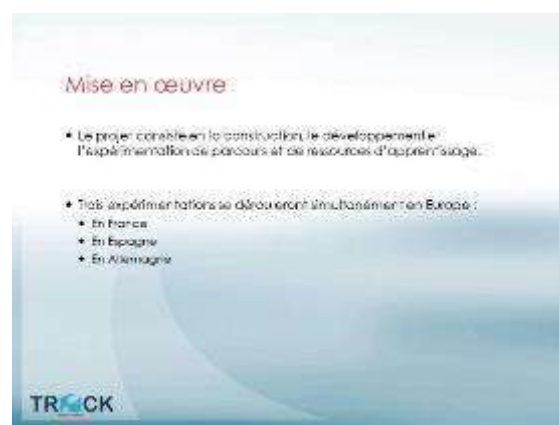 Mise en œuvre
• Le projet consiste en la construction, le développement et
l'expérimentation de parcours et de ressources d'apprentissage.
• Trois expérimentations se dérouleront simultanément en Europe :
• En France
• En Espagne
• En Allemagne
TRACK